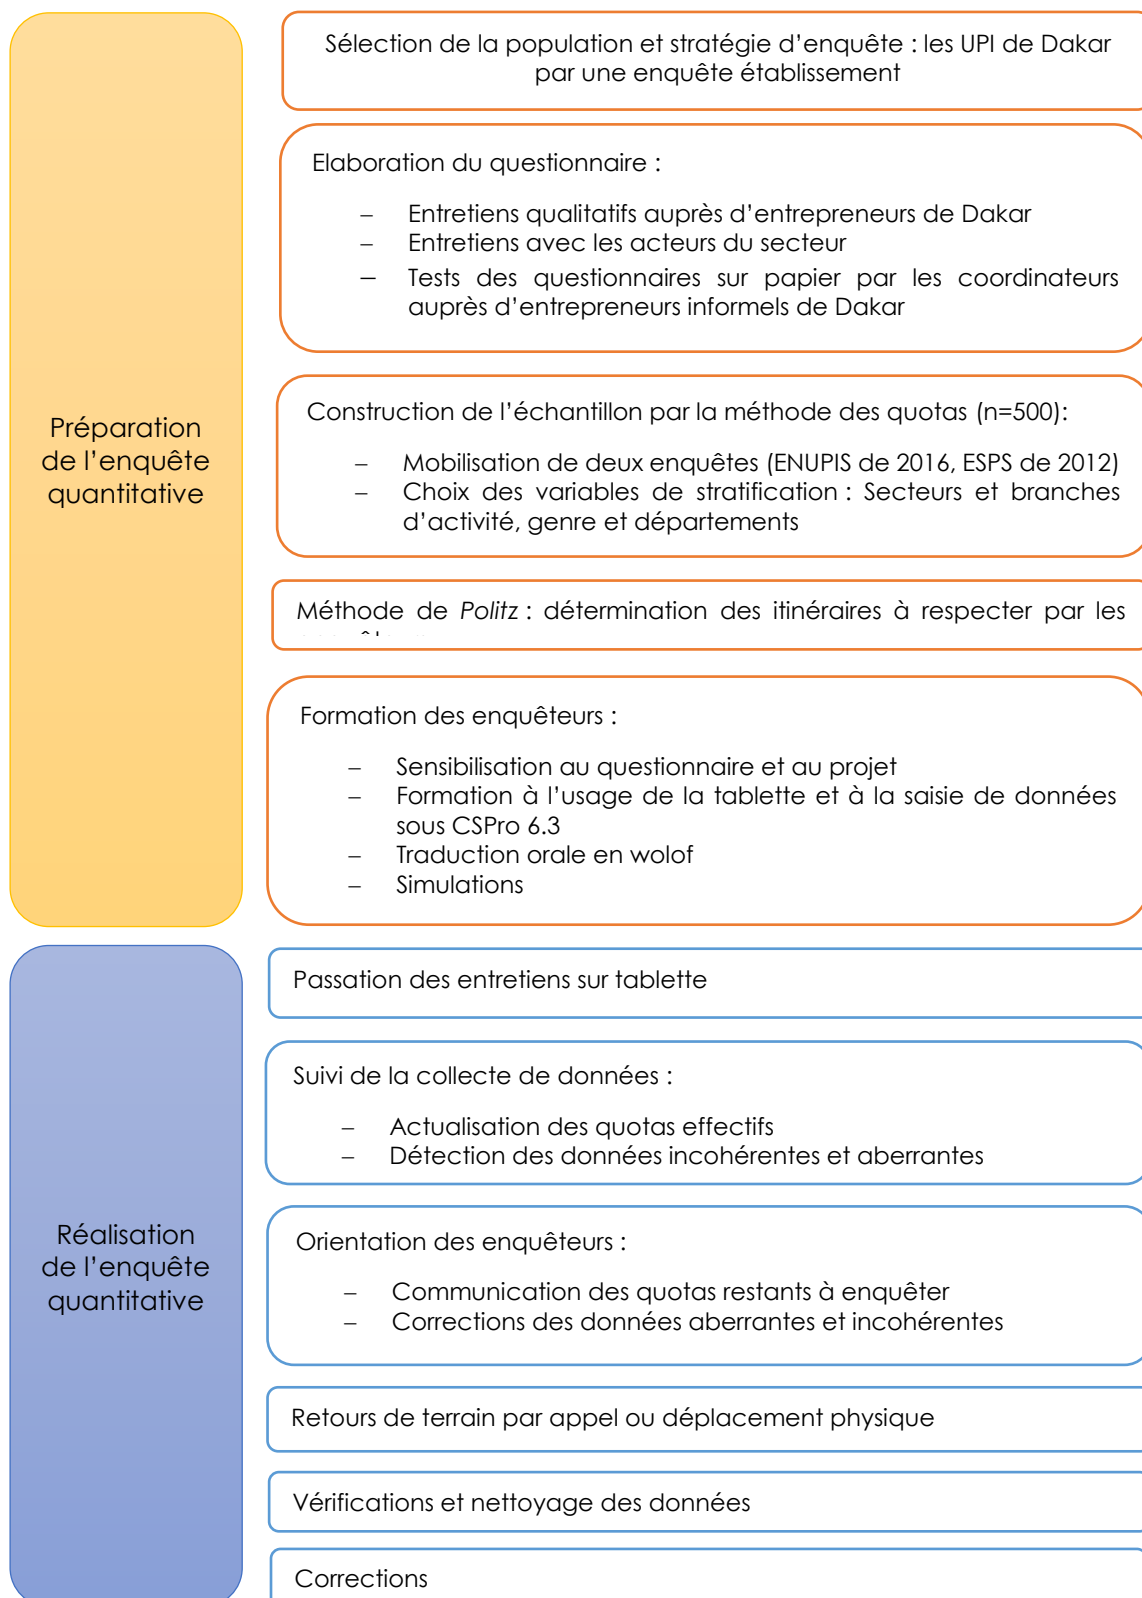 Sélection de la population et stratégie d’enquête : les UPI de Dakar
par une enquête établissement
Elaboration du questionnaire :
– Entretiens qualitatifs auprès d’entrepreneurs de Dakar
– Entretiens avec les acteurs du secteur
– Tests des questionnaires sur papier par les coordinateurs
auprès d’entrepreneurs informels de Dakar
Préparation
de l’enquête
quantitative
Construction de l’échantillon par la méthode des quotas (n=500):
– Mobilisation de deux enquêtes (ENUPIS de 2016, ESPS de 2012)
– Choix des variables de stratification : Secteurs et branches
d’activité, genre et départements
Méthode de Politz : détermination des itinéraires à respecter par les
Formation des enquêteurs :
– Sensibilisation au questionnaire et au projet
– Formation à l’usage de la tablette et à la saisie de données
sous CSPro 6.3
– Traduction orale en wolof
– Simulations
Passation des entretiens sur tablette
Suivi de la collecte de données :
– Actualisation des quotas effectifs
– Détection des données incohérentes et aberrantes
Réalisation
de l’enquête
quantitative
Orientation des enquêteurs :
– Communication des quotas restants à enquêter
– Corrections des données aberrantes et incohérentes
Retours de terrain par appel ou déplacement physique
Vérifications et nettoyage des données
Corrections